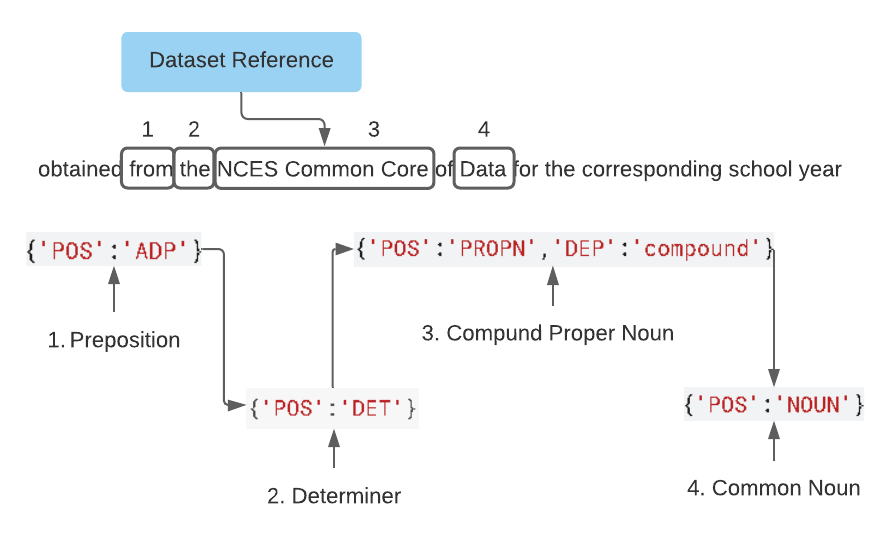 Dataset Reference
1 2 3 4
obtained from the NCES Common Core of Data for the corresponding school year
{'POS':'ADP'}
{'POS':'PROPN','DEP':'compound'}
1. Preposition
3. Compund Proper Noun
{'POS':'DET'}
{'POS':'NOUN'}
2. Determiner
4. Common Noun